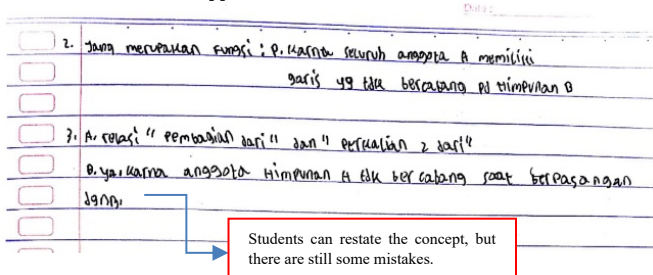 Date:
2. Yang merupakan fungsi : P. karna seluruh anggota A memiliki
garis yg tdk bercabang pd himpunan B
3. A. relasi " pembagian dari " dan " perkalian 2 dari "
B. ya, karna anggota Himpunan A tdk bercabang saat berpasangan
dgn B.
Students can restate the concept, but
there are still some mistakes.